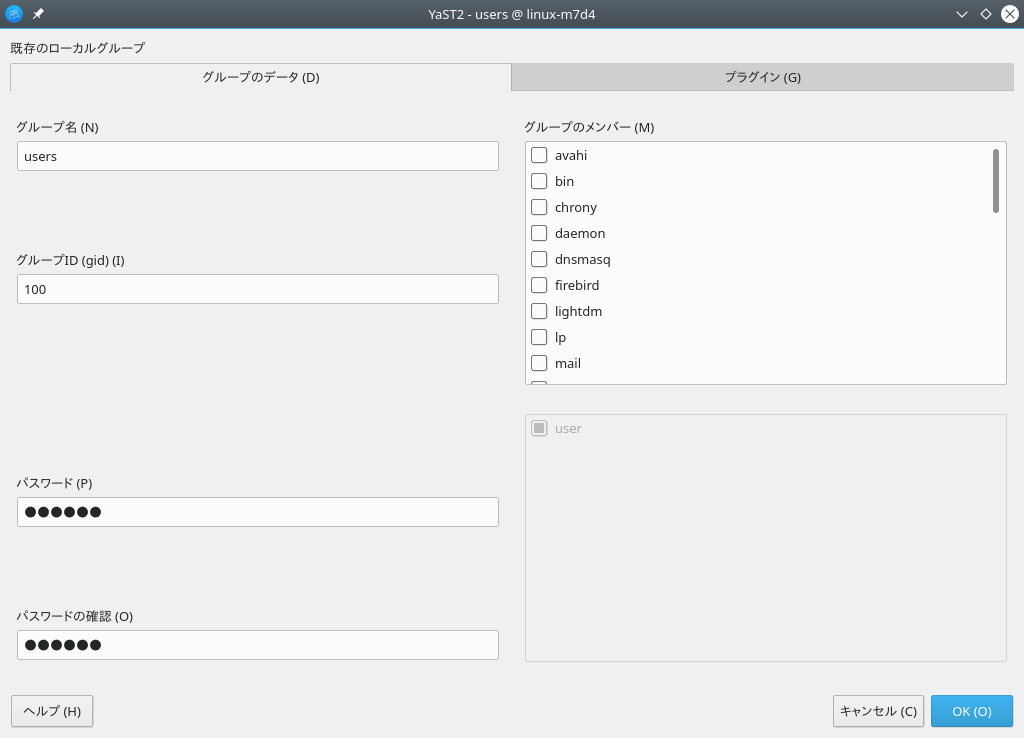 YaST2 - users @ linux-m7d4
既存のローカルグループ
グループのデータ (D)
プラグイン (G)
グループ名 (N)
users
グループID (gid) (I)
100
パスワード (P)
●●●●●●
パスワードの確認 (O)
●●●●●●
グループのメンバー (M)
avahi
bin
chrony
daemon
dnsmasq
firebird
lightdm
lp
mail
user
ヘルプ (H)
キャンセル (C)
OK (O)